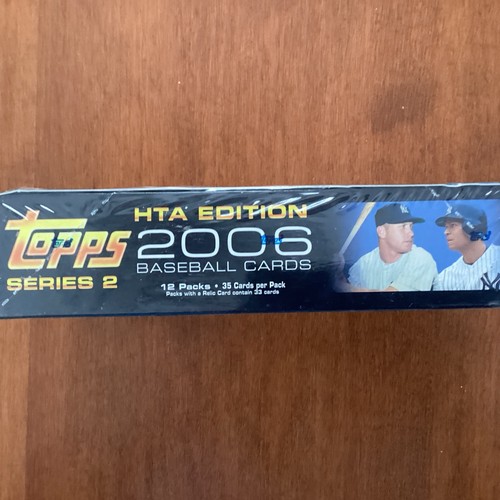 HTA EDITION
Topps 2006
BASEBALL CARDS
SERIES 2
12 Packs • 35 Cards per Pack
Packs with a Relic Card contain 33 cards
NY